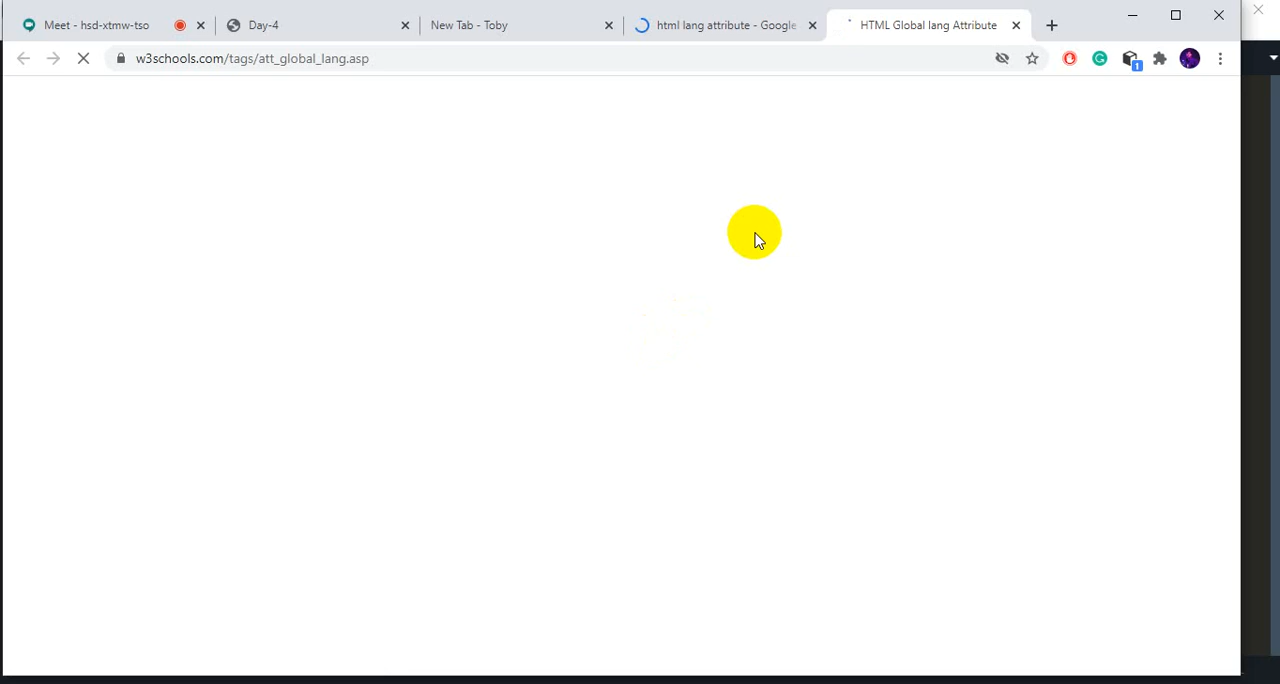 Meet - hsd-xtmw-tso
Day-4
New Tab - Toby
html lang attribute - Google
HTML Global lang Attribute
w3schools.com/tags/att_global_lang.asp
1